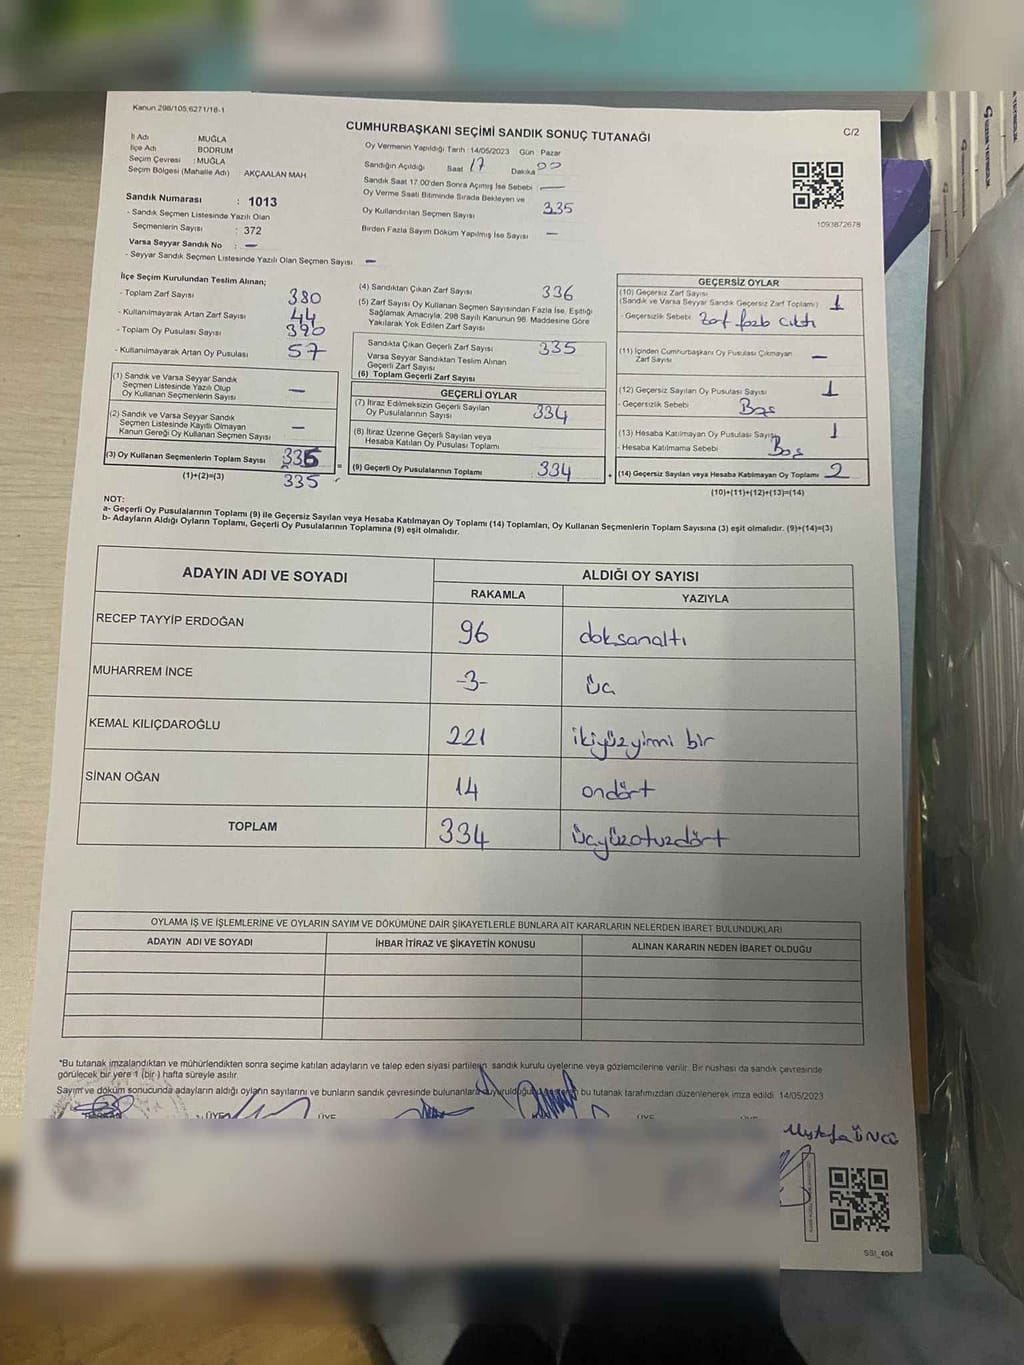 Kanun 298/105,6271/16-1
CUMHURBAŞKANI SEÇİMİ SANDIK SONUÇ TUTANAĞI
C/2
İl Adı MUĞLA
İlçe Adı BODRUM
Seçim Çevresi : MUĞLA
Seçim Bölgesi (Mahalle Adı) : AKÇAALAN MAH
Sandık Numarası : 1013
- Sandık Seçmen Listesinde Yazılı Olan
Seçmenlerin Sayısı : 372
Varsa Seyyar Sandık No : —
- Seyyar Sandık Seçmen Listesinde Yazılı Olan Seçmen Sayısı —
Oy Vermenin Yapıldığı Tarih : 14/05/2023 Gün : Pazar
Sandığın Açıldığı Saat 17 Dakika 00
Sandık Saat 17.00'den Sonra Açımış İse Sebebi —
Oy Verme Saati Bitiminde Sırada Bekleyen ve
Oy Kullandırılan Seçmen Sayısı 335
Birden Fazla Sayım Döküm Yapılmış İse Sayısı —
1093872678
İlçe Seçim Kurulundan Teslim Alınan;
- Toplam Zarf Sayısı 380
- Kullanılmayarak Artan Zarf Sayısı 44
- Toplam Oy Pusulası Sayısı 390
- Kullanılmayarak Artan Oy Pusulası 57
(1) Sandık ve Varsa Seyyar Sandık
Seçmen Listesinde Yazılı Olup
Oy Kullanan Seçmen Sayısı —
(2) Sandık ve Varsa Seyyar Sandık
Seçmen Listesinde Kayıtlı Olmayan
Kanun Gereği Oy Kullanan Seçmen Sayısı —
(3) Oy Kullanan Seçmenlerin Toplam Sayısı 335
(1)+(2)=(3) 335
(4) Sandıktan Çıkan Zarf Sayısı 336
(5) Zarf Sayısı Oy Kullanan Seçmen Sayısından Fazla İse, Eşitliği
Sağlamak Amacıyla, 298 Sayılı Kanunun 98. Maddesine Göre
Yakılarak Yok Edilen Zarf Sayısı
Sandıkta Çıkan Geçerli Zarf Sayısı 335
Varsa Seyyar Sandıktan Teslim Alınan
Geçerli Zarf Sayısı
(6) Toplam Geçerli Zarf Sayısı
GEÇERLİ OYLAR
(7) İtiraz Edilmeksizin Geçerli Sayılan
Oy Pusulalarının Sayısı 334
(8) İtiraz Üzerine Geçerli Sayılan veya
Hesaba Katılan Oy Pusulası Toplamı
= (9) Geçerli Oy Pusulalarının Toplamı 334
GEÇERSİZ OYLAR
(10) Geçersiz Zarf Sayısı
(Sandık ve Varsa Seyyar Sandık Geçersiz Zarf Toplamı) 1
- Geçersizlik Sebebi Zarf fazla çıktı
(11) İçinden Cumhurbaşkanı Oy Pusulası Çıkmayan
Zarf Sayısı —
(12) Geçersiz Sayılan Oy Pusulası Sayısı 1
- Geçersizlik Sebebi Boş
(13) Hesaba Katılmayan Oy Pusulası Sayısı 1
- Hesaba Katılmama Sebebi Boş
+ (14) Geçersiz Sayılan veya Hesaba Katılmayan Oy Toplamı 2
(10)+(11)+(12)+(13)=(14)
NOT:
a- Geçerli Oy Pusulalarının Toplamı (9) ile Geçersiz Sayılan veya Hesaba Katılmayan Oy Toplamı (14) Toplamları, Oy Kullanan Seçmenlerin Toplam Sayısına (3) eşit olmalıdır. (9)+(14)=(3)
b- Adayların Aldığı Oyların Toplamı, Geçerli Oy Pusulalarının Toplamına (9) eşit olmalıdır.
ADAYIN ADI VE SOYADI
ALDIĞI OY SAYISI
RAKAMLA YAZIYLA
RECEP TAYYİP ERDOĞAN 96 doksanaltı
MUHARREM İNCE -3- üç
KEMAL KILIÇDAROĞLU 221 ikiyüzyirmi bir
SİNAN OĞAN 14 ondört
TOPLAM 334 üçyüzotuzdört
OYLAMA İŞ VE İŞLEMLERİNE VE OYLARIN SAYIM VE DÖKÜMÜNE DAİR ŞİKAYETLERLE BUNLARA AİT KARARLARIN NELERDEN İBARET BULUNDUKLARI
ADAYIN ADI VE SOYADI İHBAR İTİRAZ VE ŞİKAYETİN KONUSU ALINAN KARARIN NEDEN İBARET OLDUĞU
*Bu tutanak imzalandıktan ve mühürlendikten sonra seçime katılan adayların ve talep eden siyasi partilerin, sandık kurulu üyelerine veya gözlemcilerine verilir. Bir nüshası da sandık çevresinde
görülecek bir yere 1 (bir) hafta süreyle asılır.
Sayım ve döküm sonucunda adayların aldığı oyların sayılarını ve bunların sandık çevresinde bulunanlara duyurulduğunu bu tutanak tarafımızdan düzenlenerek imza edildi. 14/05/2023
ÜYE ÜYE ÜYE ÜYE
Mustafa
SSI_404